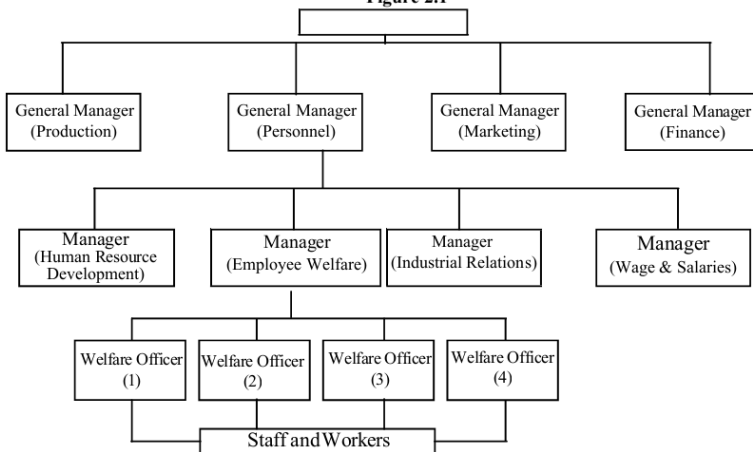 Figure 2.1
General Manager
(Production)
General Manager
(Personnel)
General Manager
(Marketing)
General Manager
(Finance)
Manager
(Human Resource
Development)
Manager
(Employee Welfare)
Manager
(Industrial Relations)
Manager
(Wage & Salaries)
Welfare Officer
(1)
Welfare Officer
(2)
Welfare Officer
(3)
Welfare Officer
(4)
Staff and Workers